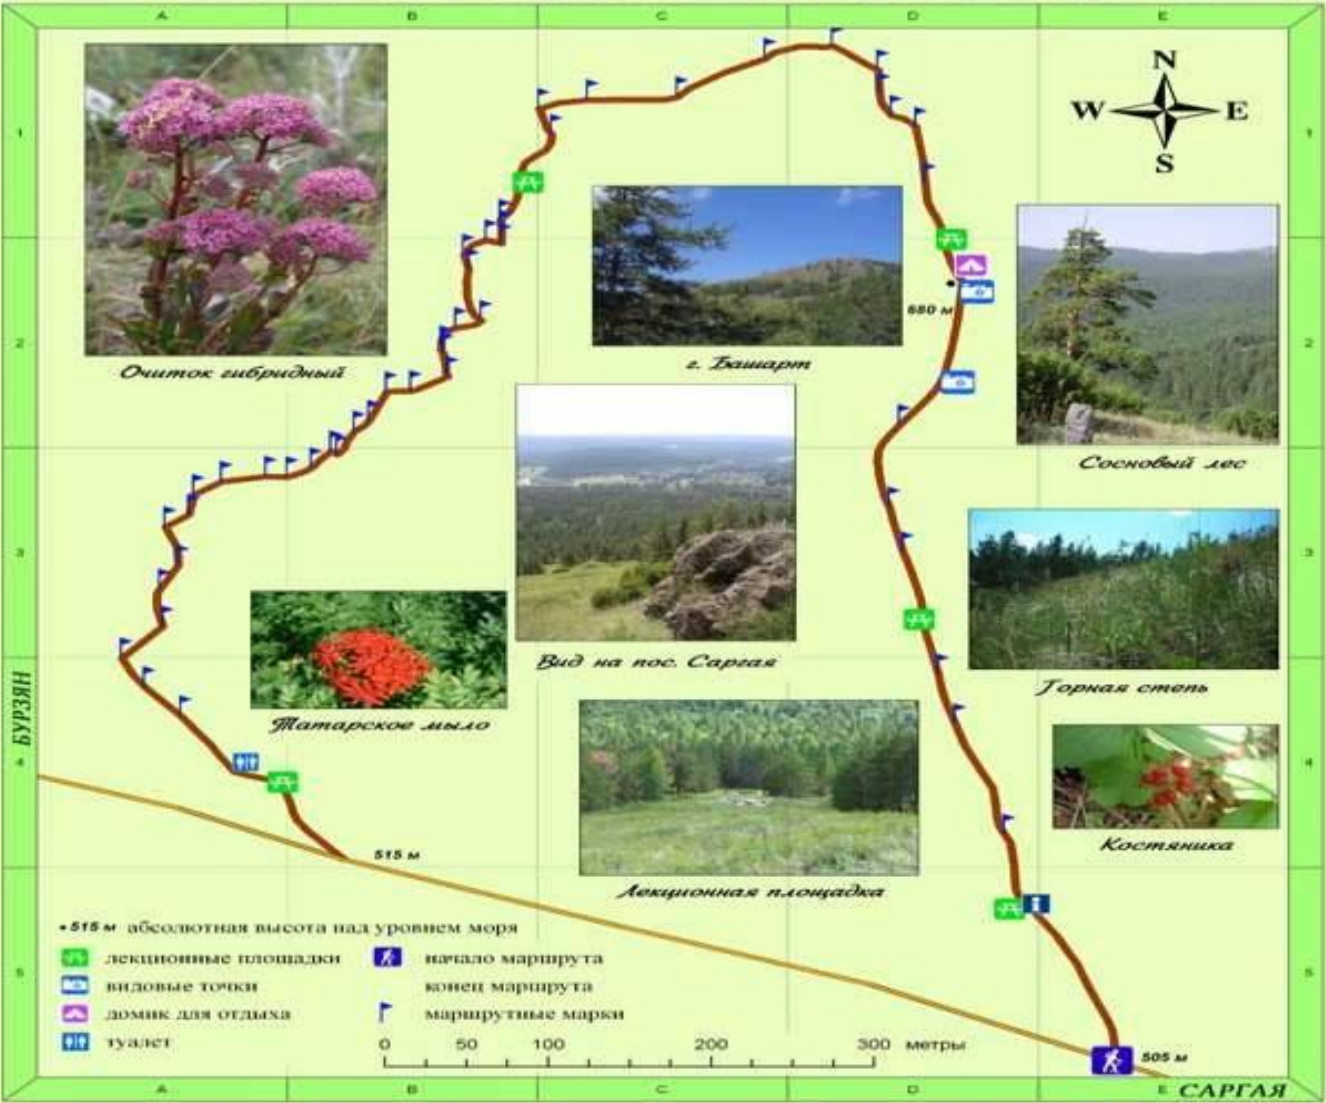 A B C D E
1 1
N
W E
S
2 2
680 м
Очиток гибридный
г. Башарт
Сосновый лес
3 3
Вид на пос. Саргая
Горная степь
Татарское мыло
БУРЗЯН
4 4
Костяника
515 м
Лекционная площадка
515 м абсолютная высота над уровнем моря
лекционные площадки
видовые точки
домик для отдыха
туалет
начало маршрута
конец маршрута
маршрутные марки
5 5
0 50 100 200 300 метры
505 м
A B C D E
САРГАЯ